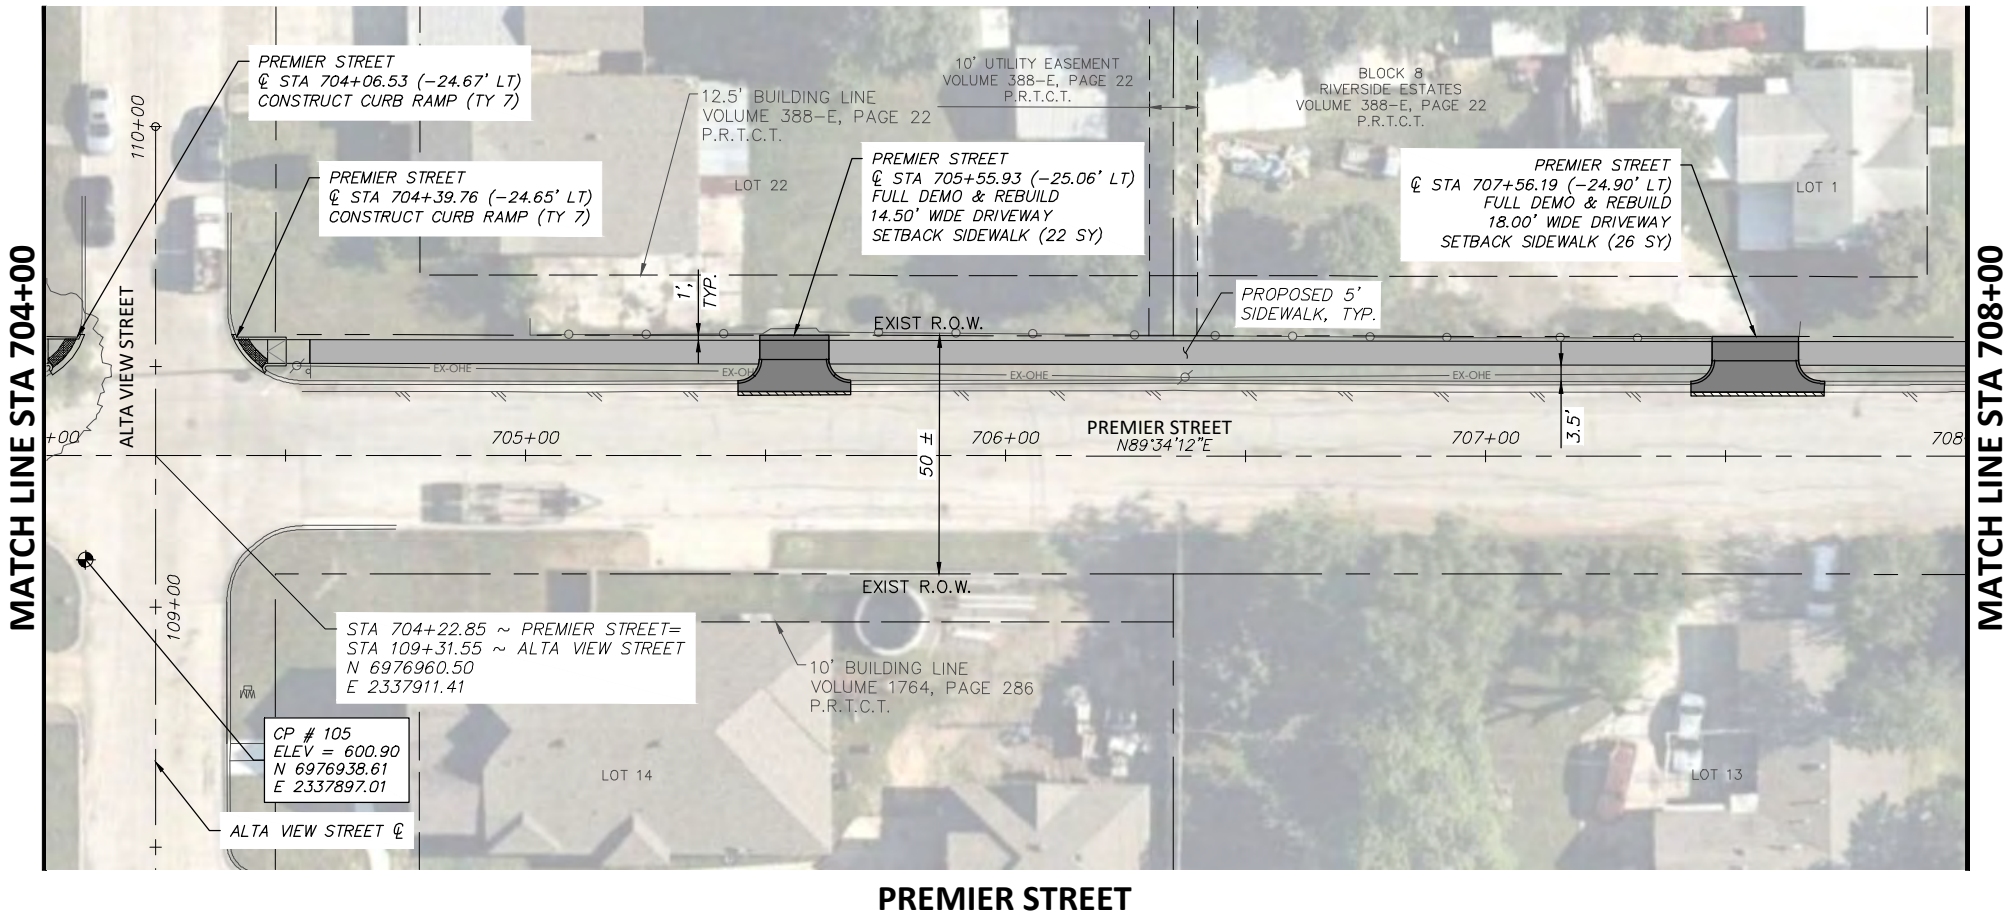 PREMIER STREET
℄ STA 704+06.53 (-24.67' LT)
CONSTRUCT CURB RAMP (TY 7)
PREMIER STREET
℄ STA 704+39.76 (-24.65' LT)
CONSTRUCT CURB RAMP (TY 7)
12.5' BUILDING LINE
VOLUME 388-E, PAGE 22
P.R.T.C.T.
LOT 22
10' UTILITY EASEMENT
VOLUME 388-E, PAGE 22
P.R.T.C.T.
PREMIER STREET
℄ STA 705+55.93 (-25.06' LT)
FULL DEMO & REBUILD
14.50' WIDE DRIVEWAY
SETBACK SIDEWALK (22 SY)
BLOCK 8
RIVERSIDE ESTATES
VOLUME 388-E, PAGE 22
P.R.T.C.T.
PREMIER STREET
℄ STA 707+56.19 (-24.90' LT)
FULL DEMO & REBUILD
18.00' WIDE DRIVEWAY
SETBACK SIDEWALK (26 SY)
LOT 1
110+00
MATCH LINE STA 704+00
ALTA VIEW STREET
1',
TYP.
EXIST R.O.W.
PROPOSED 5'
SIDEWALK, TYP.
MATCH LINE STA 708+00
EX-OHE
EX-OH
EX-OHE
EX-OHE
+00
705+00
50 ±
706+00
PREMIER STREET
N89°34'12"E
707+00
3.5'
708
109+00
EXIST R.O.W.
STA 704+22.85 ~ PREMIER STREET=
STA 109+31.55 ~ ALTA VIEW STREET
N 6976960.50
E 2337911.41
10' BUILDING LINE
VOLUME 1764, PAGE 286
P.R.T.C.T.
WM
CP # 105
ELEV = 600.90
N 6976938.61
E 2337897.01
LOT 14
LOT 13
ALTA VIEW STREET ℄
PREMIER STREET